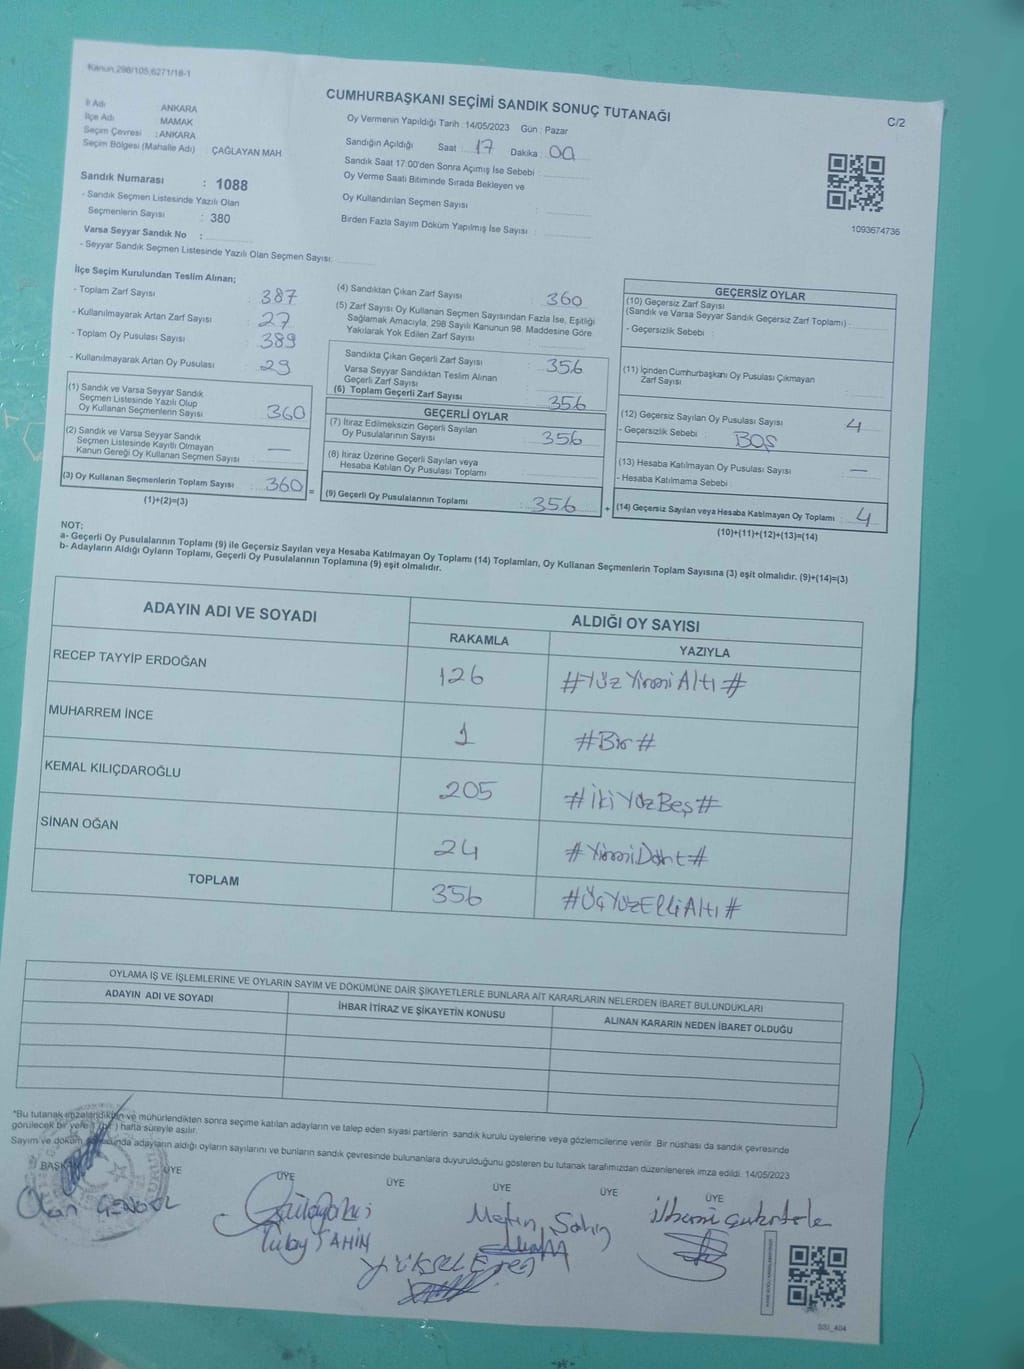 Kanun,298/105;6271/18-1
CUMHURBAŞKANI SEÇİMİ SANDIK SONUÇ TUTANAĞI
C/2
İl Adı ANKARA
İlçe Adı MAMAK
Seçim Çevresi : ANKARA
Seçim Bölgesi (Mahalle Adı) : ÇAĞLAYAN MAH.
Oy Vermenin Yapıldığı Tarih : 14/05/2023 Gün : Pazar
Sandığın Açıldığı Saat : 17 Dakika : 00
Sandık Saat 17:00'den Sonra Açımış İse Sebebi :
Oy Verme Saati Bitiminde Sırada Bekleyen ve
Oy Kullandırılan Seçmen Sayısı :
Birden Fazla Sayım Döküm Yapılmış İse Sayısı :
1093674736
Sandık Numarası : 1088
- Sandık Seçmen Listesinde Yazılı Olan
Seçmenlerin Sayısı : 380
Varsa Seyyar Sandık No :
- Seyyar Sandık Seçmen Listesinde Yazılı Olan Seçmen Sayısı:
İlçe Seçim Kurulundan Teslim Alınan;
- Toplam Zarf Sayısı : 387
- Kullanılmayarak Artan Zarf Sayısı : 27
- Toplam Oy Pusulası Sayısı : 389
- Kullanılmayarak Artan Oy Pusulası : 29
(1) Sandık ve Varsa Seyyar Sandık
Seçmen Listesinde Yazılı Olup
Oy Kullanan Seçmenlerin Sayısı : 360
(2) Sandık ve Varsa Seyyar Sandık
Seçmen Listesinde Kayıtlı Olmayan
Kanun Gereği Oy Kullanan Seçmen Sayısı : —
(3) Oy Kullanan Seçmenlerin Toplam Sayısı : 360 =
(1)+(2)=(3)
(4) Sandıktan Çıkan Zarf Sayısı : 360
(5) Zarf Sayısı Oy Kullanan Seçmen Sayısından Fazla İse, Eşitliği
Sağlamak Amacıyla, 298 Sayılı Kanunun 98. Maddesine Göre
Yakılarak Yok Edilen Zarf Sayısı :
Sandıkta Çıkan Geçerli Zarf Sayısı : 356
Varsa Seyyar Sandıktan Teslim Alınan
Geçerli Zarf Sayısı
(6) Toplam Geçerli Zarf Sayısı : 356
GEÇERLİ OYLAR
(7) İtiraz Edilmeksizin Geçerli Sayılan
Oy Pusulalarının Sayısı : 356
(8) İtiraz Üzerine Geçerli Sayılan veya
Hesaba Katılan Oy Pusulası Toplamı
(9) Geçerli Oy Pusulalarının Toplamı : 356 +
GEÇERSİZ OYLAR
(10) Geçersiz Zarf Sayısı
(Sandık ve Varsa Seyyar Sandık Geçersiz Zarf Toplamı) :
- Geçersizlik Sebebi :
(11) İçinden Cumhurbaşkanı Oy Pusulası Çıkmayan
Zarf Sayısı
(12) Geçersiz Sayılan Oy Pusulası Sayısı : 4
- Geçersizlik Sebebi : BOŞ
(13) Hesaba Katılmayan Oy Pusulası Sayısı : —
- Hesaba Katılmama Sebebi :
(14) Geçersiz Sayılan veya Hesaba Katılmayan Oy Toplamı : 4
(10)+(11)+(12)+(13)=(14)
NOT:
a- Geçerli Oy Pusulalarının Toplamı (9) ile Geçersiz Sayılan veya Hesaba Katılmayan Oy Toplamı (14) Toplamları, Oy Kullanan Seçmenlerin Toplam Sayısına (3) eşit olmalıdır. (9)+(14)=(3)
b- Adayların Aldığı Oyların Toplamı, Geçerli Oy Pusulalarının Toplamına (9) eşit olmalıdır.
ADAYIN ADI VE SOYADI ALDIĞI OY SAYISI
RAKAMLA YAZIYLA
RECEP TAYYİP ERDOĞAN 126 #Yüz Yirmi Altı#
MUHARREM İNCE 1 #Bir#
KEMAL KILIÇDAROĞLU 205 #İki Yüz Beş#
SİNAN OĞAN 24 #Yirmi Dört#
TOPLAM 356 #Üç Yüz Elli Altı#
OYLAMA İŞ VE İŞLEMLERİNE VE OYLARIN SAYIM VE DÖKÜMÜNE DAİR ŞİKAYETLERLE BUNLARA AİT KARARLARIN NELERDEN İBARET BULUNDUKLARI
ADAYIN ADI VE SOYADI İHBAR İTİRAZ VE ŞİKAYETİN KONUSU ALINAN KARARIN NEDEN İBARET OLDUĞU
*Bu tutanak imzalandıktan ve mühürlendikten sonra seçime katılan adayların ve talep eden siyasi partilerin sandık kurulu üyelerine veya gözlemcilerine verilir. Bir nüshası da sandık çevresinde
görülecek bir yere 1 (bir) hafta süreyle asılır.
Sayım ve döküm sonunda adayların aldığı oyların sayılarını ve bunların sandık çevresinde bulunanlara duyurulduğunu gösteren bu tutanak tarafımızdan düzenlenerek imza edildi. 14/05/2023
BAŞKAN ÜYE ÜYE ÜYE ÜYE ÜYE ÜYE
Metin Şahin
Tuba ŞAHİN
YÜKSEL
SSI_404